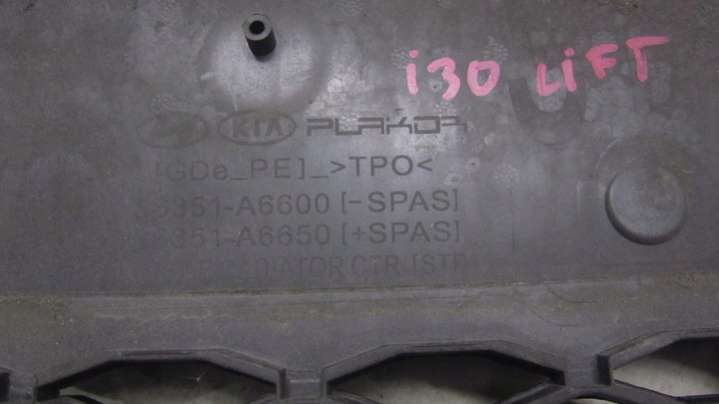 i30 LiFT
KIA PLAKOR
[GDe_PE]_>TPO<
351-A6600 [-SPAS]
351-A6650 [+SPAS]